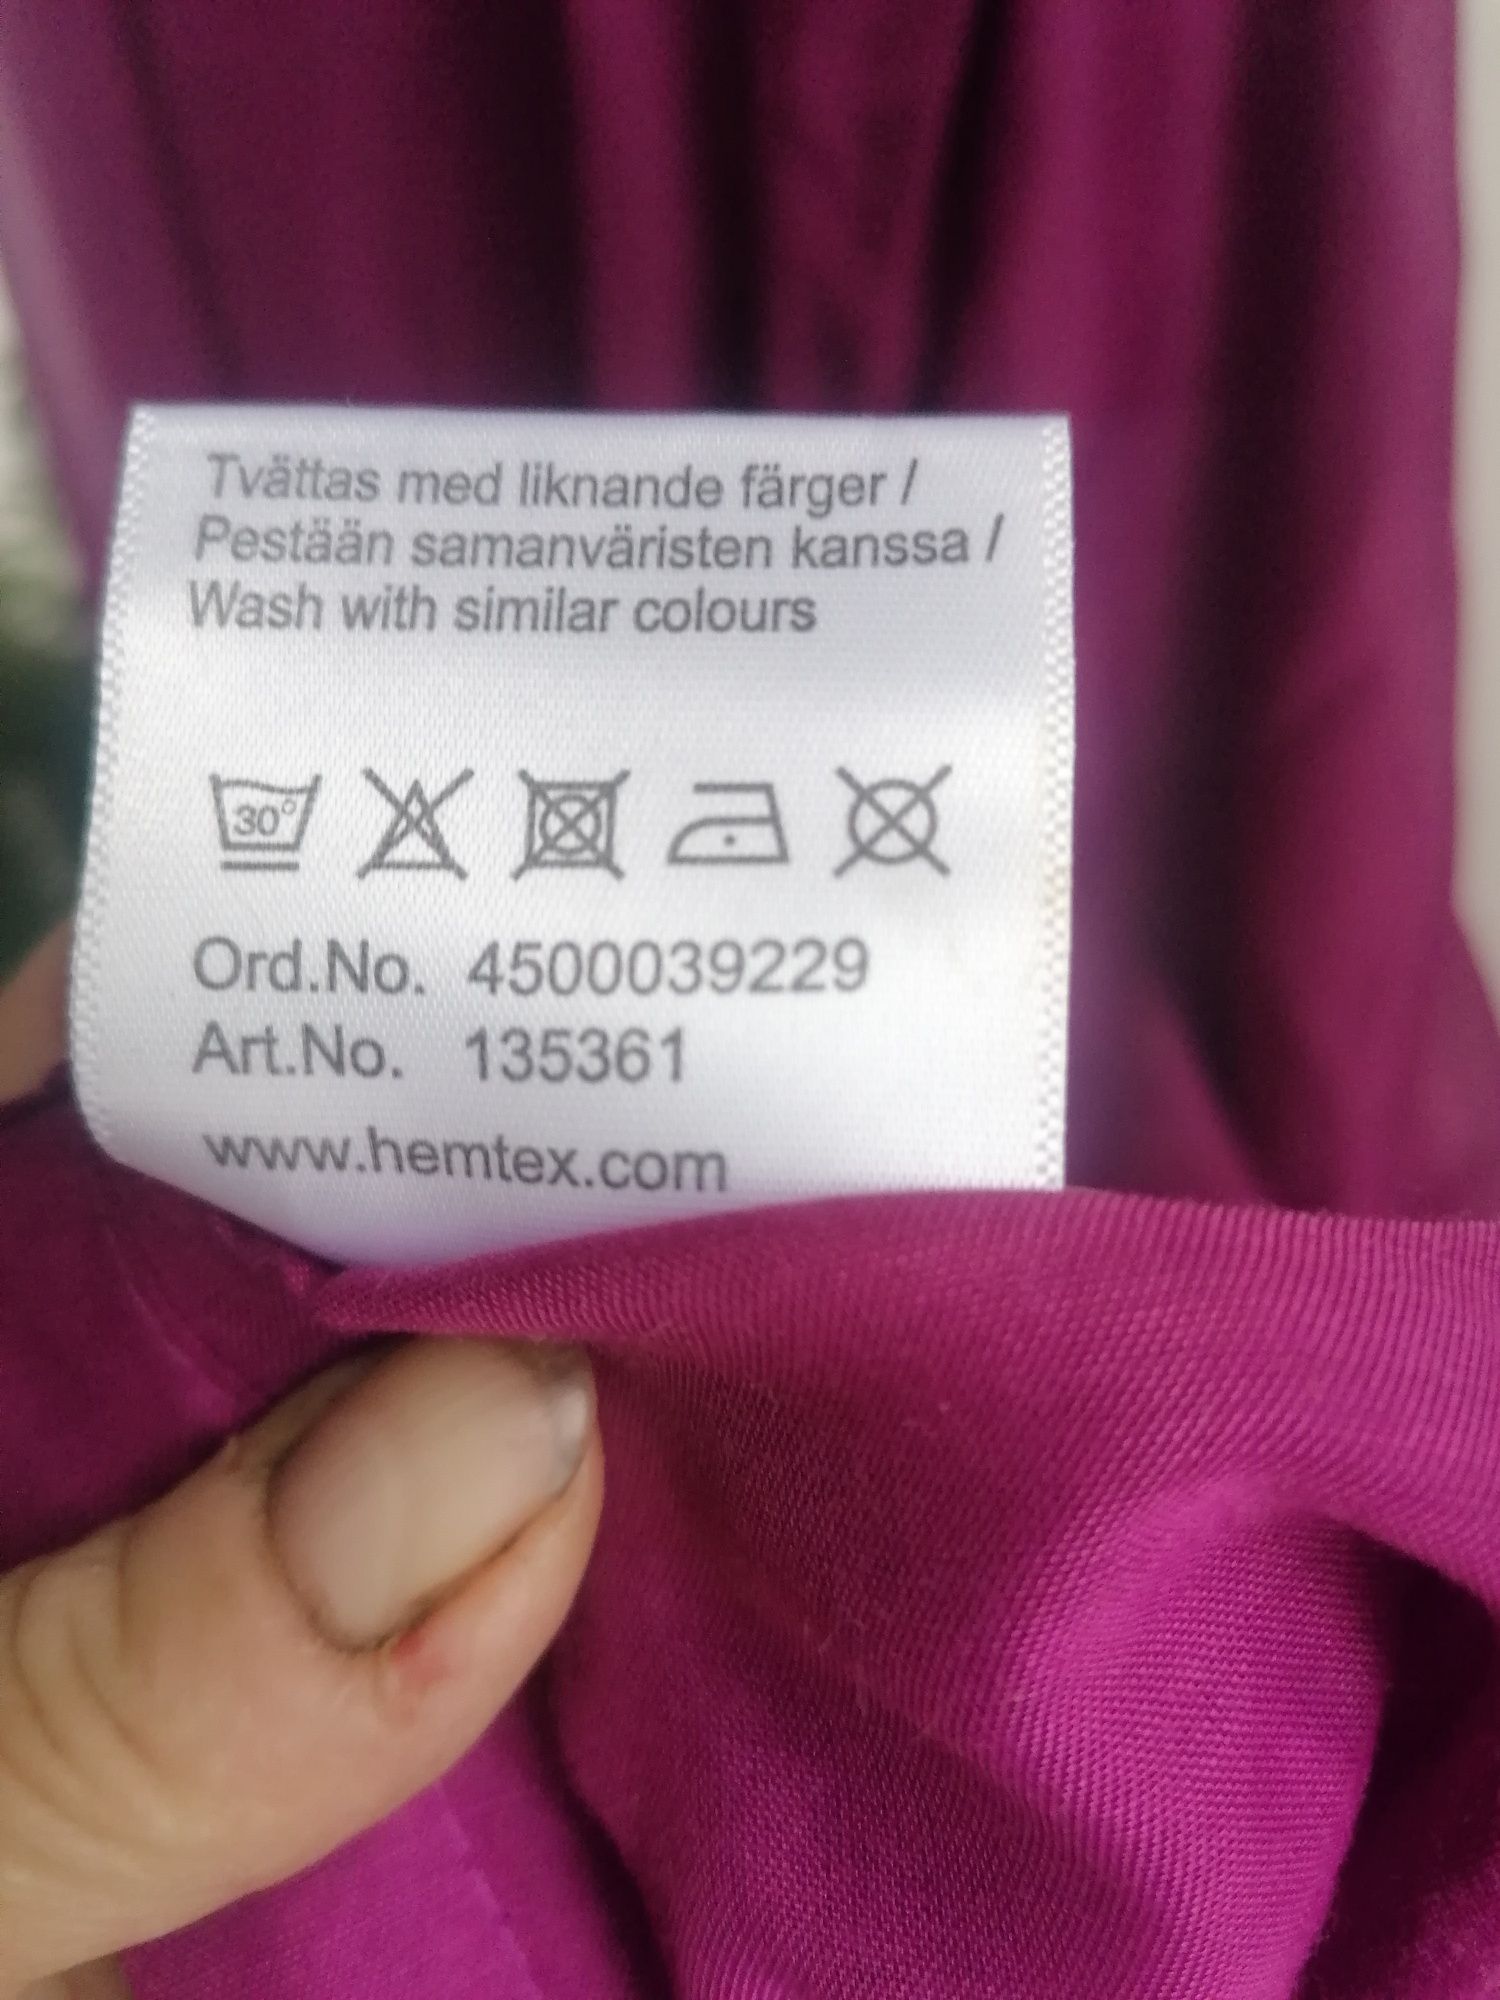 Tvättas med liknande färger /
Pestään samanväristen kanssa /
Wash with similar colours
30°
Ord.No. 4500039229
Art.No. 135361
www.hemtex.com